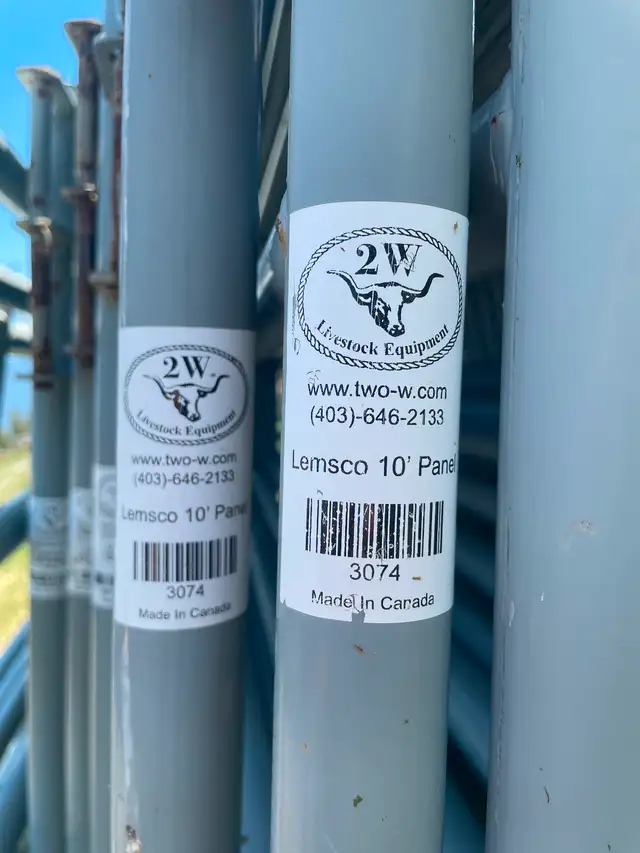 2W
Livestock Equipment
www.two-w.com
(403)-646-2133
Lemsco 10' Panel
3074
Made In Canada
2W
Livestock Equipment
www.two-w.com
(403)-646-2133
Lemsco 10' Panel
3074
Made In Canada